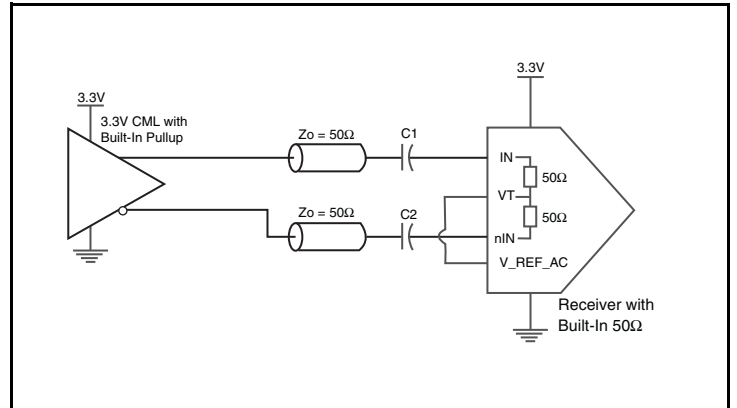 3.3V
3.3V
3.3V CML with
Built-In Pullup
Zo = 50Ω
C1
IN
50Ω
VT
Zo = 50Ω
C2
50Ω
nIN
V_REF_AC
Receiver with
Built-In 50Ω